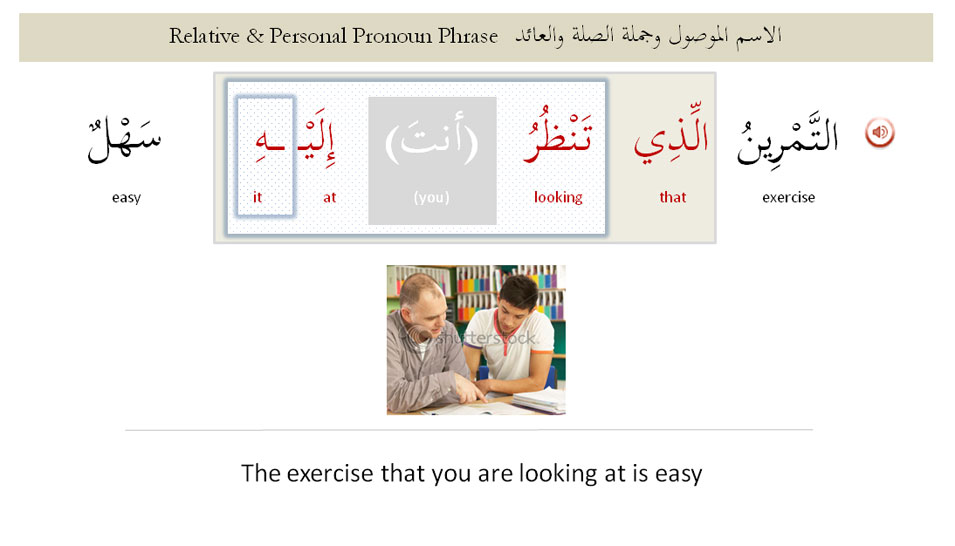 Relative & Personal Pronoun Phrase الاسم الموصول وجملة الصلة والعائد
التَّمْرِينُ الَّذِي تَنْظُرُ (أنتَ) إِلَيْـ ـهِ سَهْلٌ
easy it at (you) looking that exercise
shutterstock
The exercise that you are looking at is easy